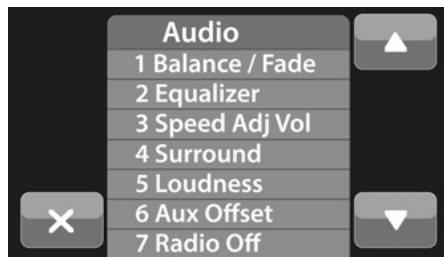 Audio
1 Balance / Fade
2 Equalizer
3 Speed Adj Vol
4 Surround
5 Loudness
6 Aux Offset
7 Radio Off